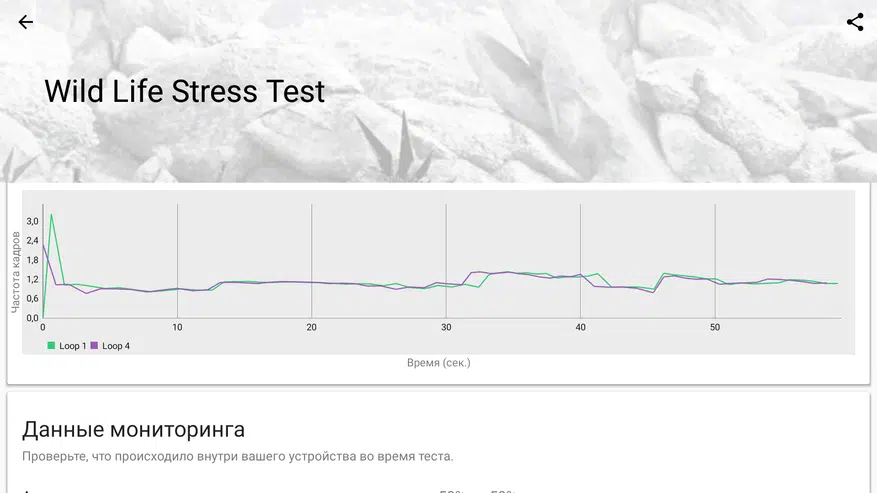 Wild Life Stress Test
Частота кадров
3,0
2,4
1,8
1,2
0,6
0,0
0 10 20 30 40 50
Loop 1 Loop 4
Время (сек.)
Данные мониторинга
Проверьте, что происходило внутри вашего устройства во время теста.